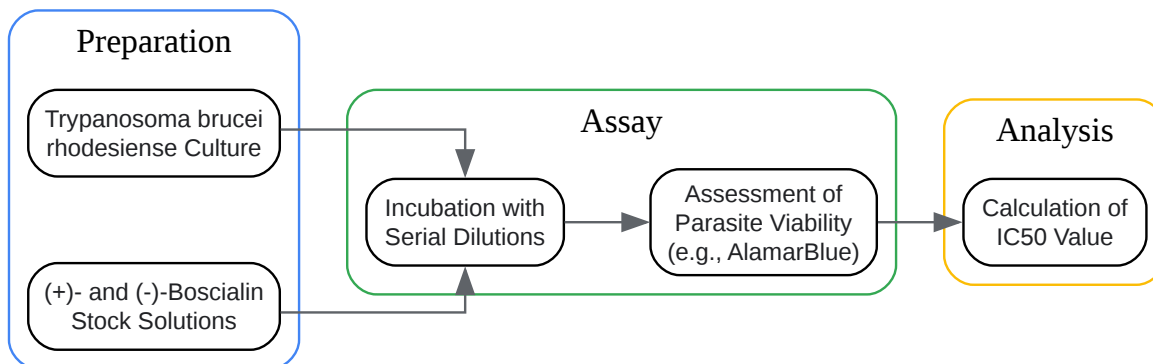 Preparation
Trypanosoma brucei
rhodesiense Culture
(+)- and (-)-Boscialin
Stock Solutions
Assay
Incubation with
Serial Dilutions
Assessment of
Parasite Viability
(e.g., AlamarBlue)
Analysis
Calculation of
IC50 Value